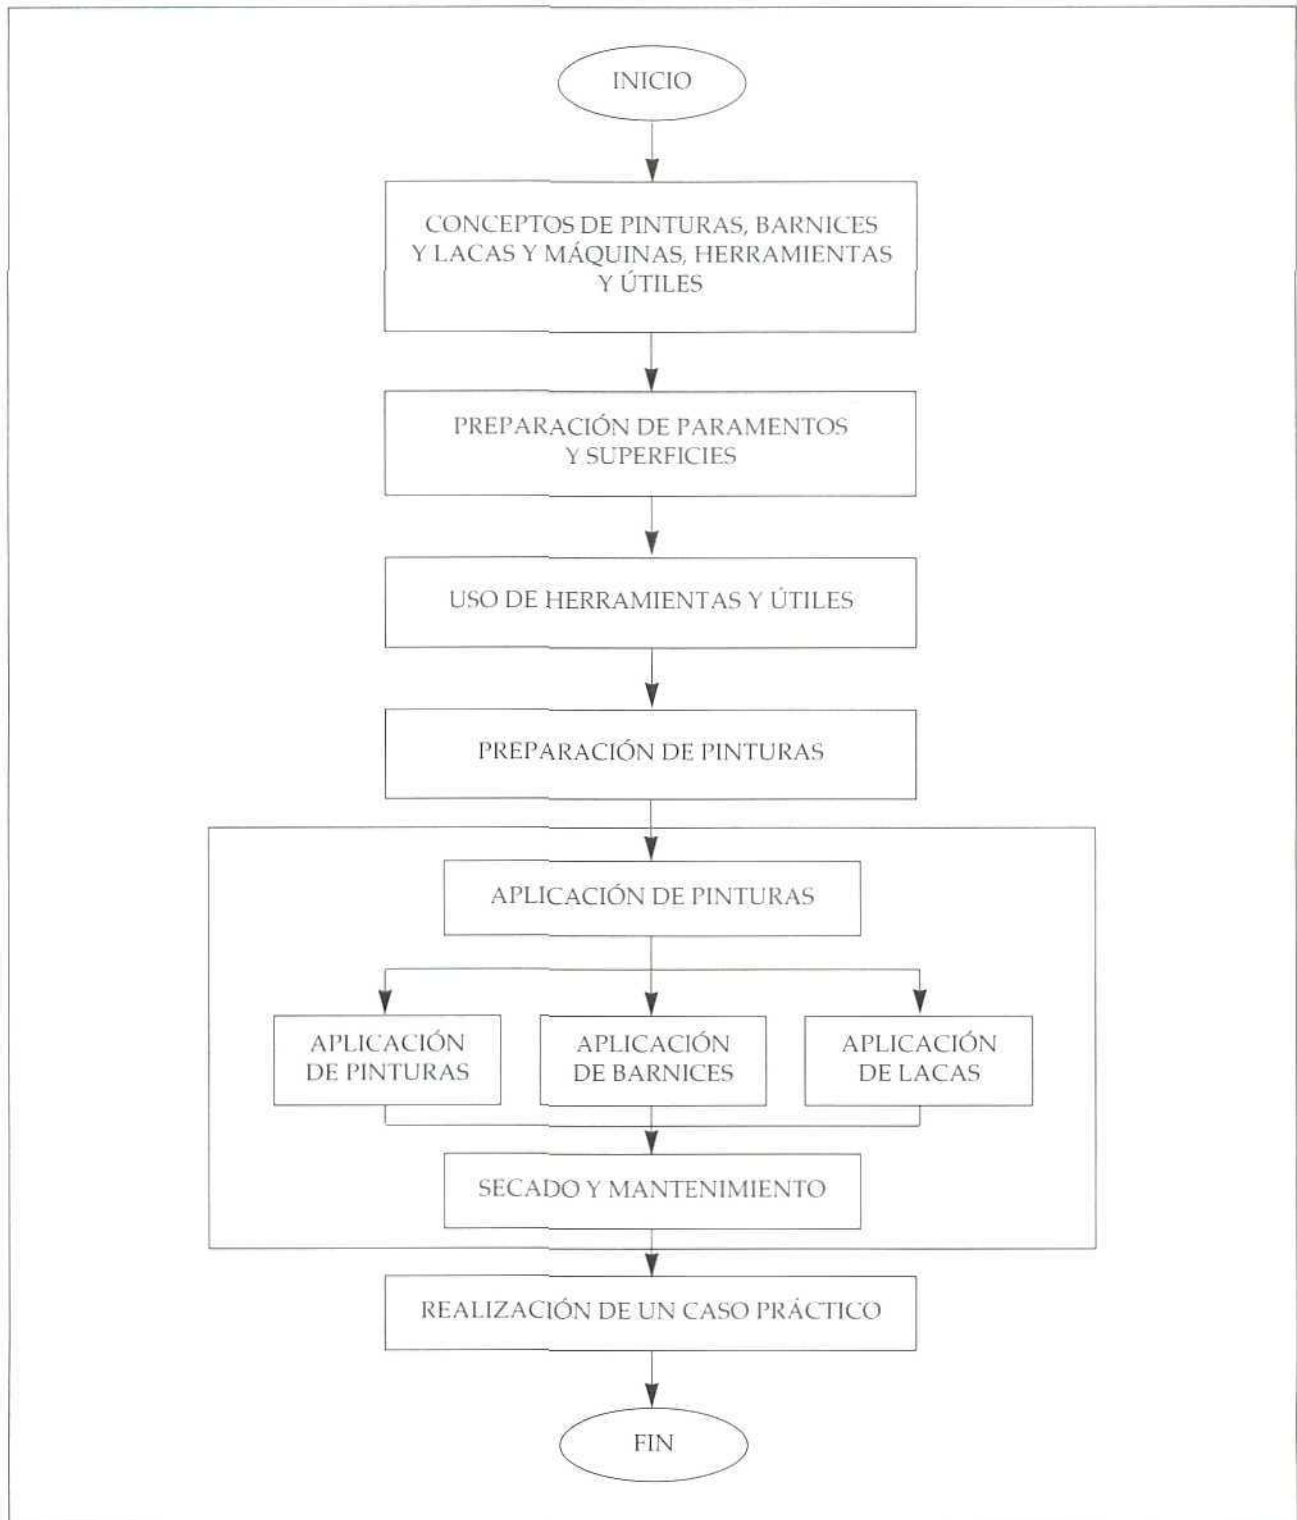 INICIO
CONCEPTOS DE PINTURAS, BARNICES
Y LACAS Y MÁQUINAS, HERRAMIENTAS
Y ÚTILES
PREPARACIÓN DE PARAMENTOS
Y SUPERFICIES
USO DE HERRAMIENTAS Y ÚTILES
PREPARACIÓN DE PINTURAS
APLICACIÓN DE PINTURAS
APLICACIÓN
DE PINTURAS
APLICACIÓN
DE BARNICES
APLICACIÓN
DE LACAS
SECADO Y MANTENIMIENTO
REALIZACIÓN DE UN CASO PRÁCTICO
FIN